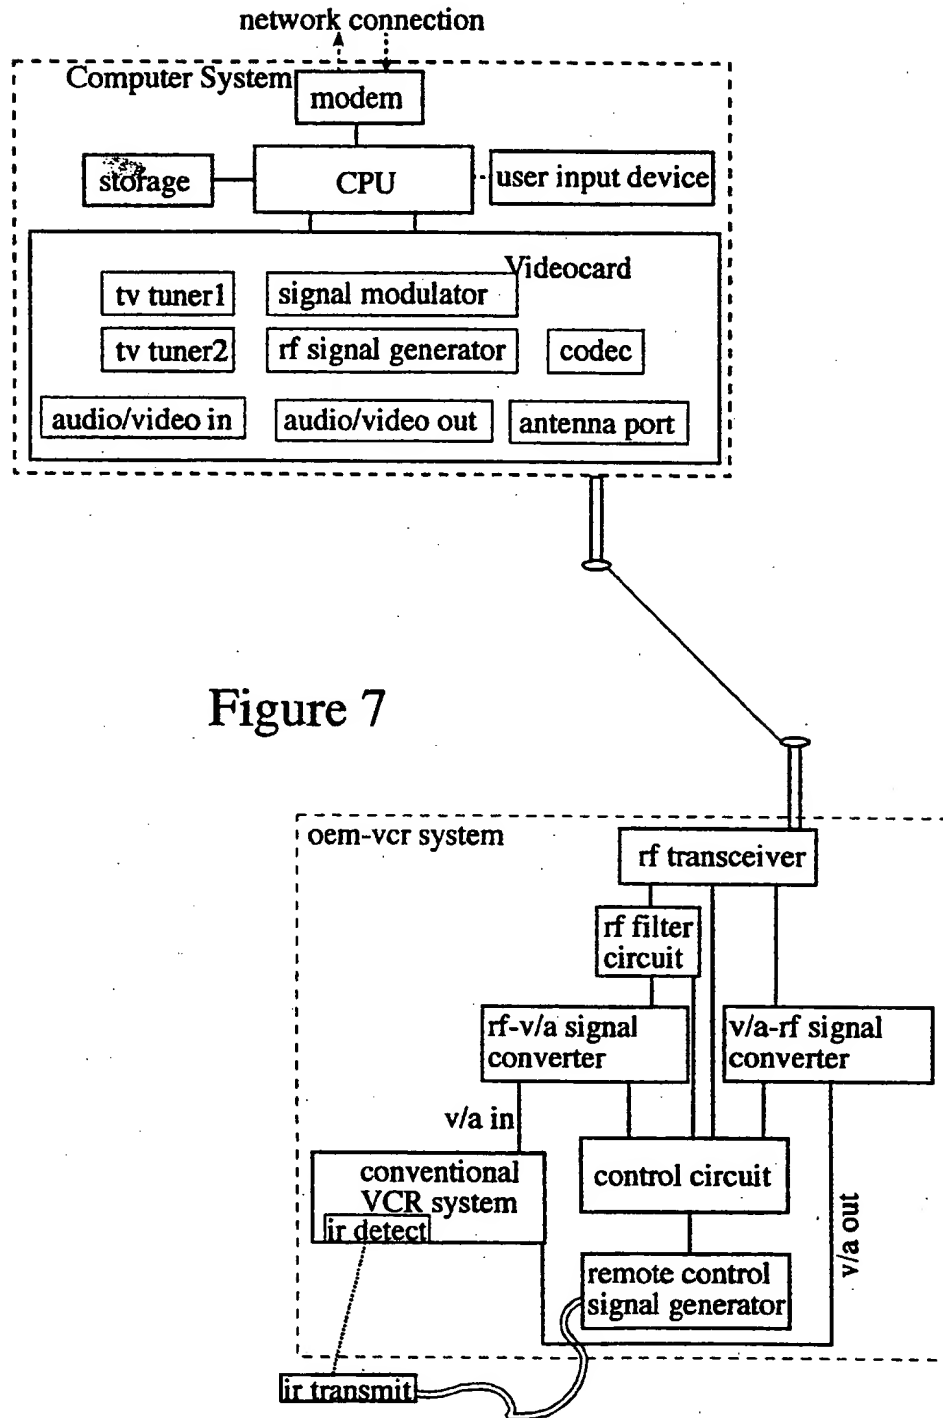 network connection
Computer System
modem
storage
CPU
user input device
Videocard
tv tuner1
signal modulator
tv tuner2
rf signal generator
codec
audio/video in
audio/video out
antenna port
Figure 7
oem-vcr system
rf transceiver
rf filter
circuit
rf-v/a signal
converter
v/a-rf signal
converter
v/a in
conventional
VCR system
ir detect
control circuit
v/a out
remote control
signal generator
ir transmit